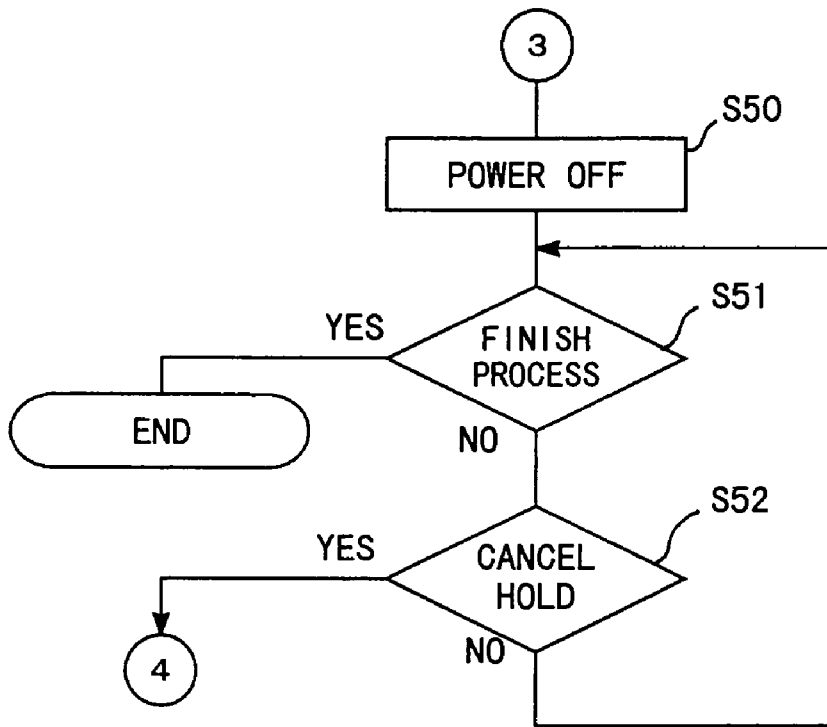 3
S50
POWER OFF
S51
YES
FINISH
PROCESS
END
NO
S52
YES
CANCEL
HOLD
4
NO